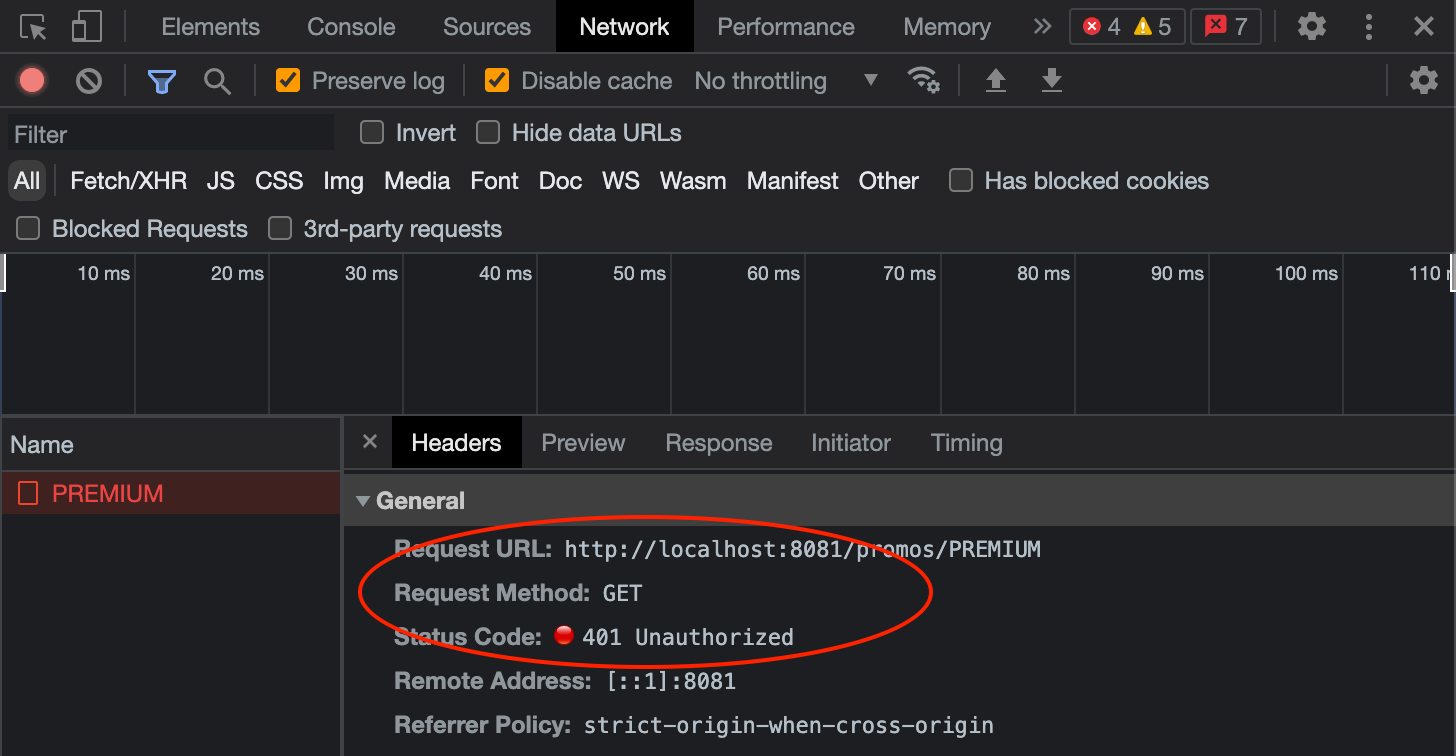 Elements Console Sources Network Performance Memory » 4 5 7
Preserve log Disable cache No throttling
Filter Invert Hide data URLs
All Fetch/XHR JS CSS Img Media Font Doc WS Wasm Manifest Other Has blocked cookies
Blocked Requests 3rd-party requests
10 ms 20 ms 30 ms 40 ms 50 ms 60 ms 70 ms 80 ms 90 ms 100 ms 110
Name × Headers Preview Response Initiator Timing
PREMIUM
General
Request URL: http://localhost:8081/promos/PREMIUM
Request Method: GET
Status Code: 401 Unauthorized
Remote Address: [::1]:8081
Referrer Policy: strict-origin-when-cross-origin